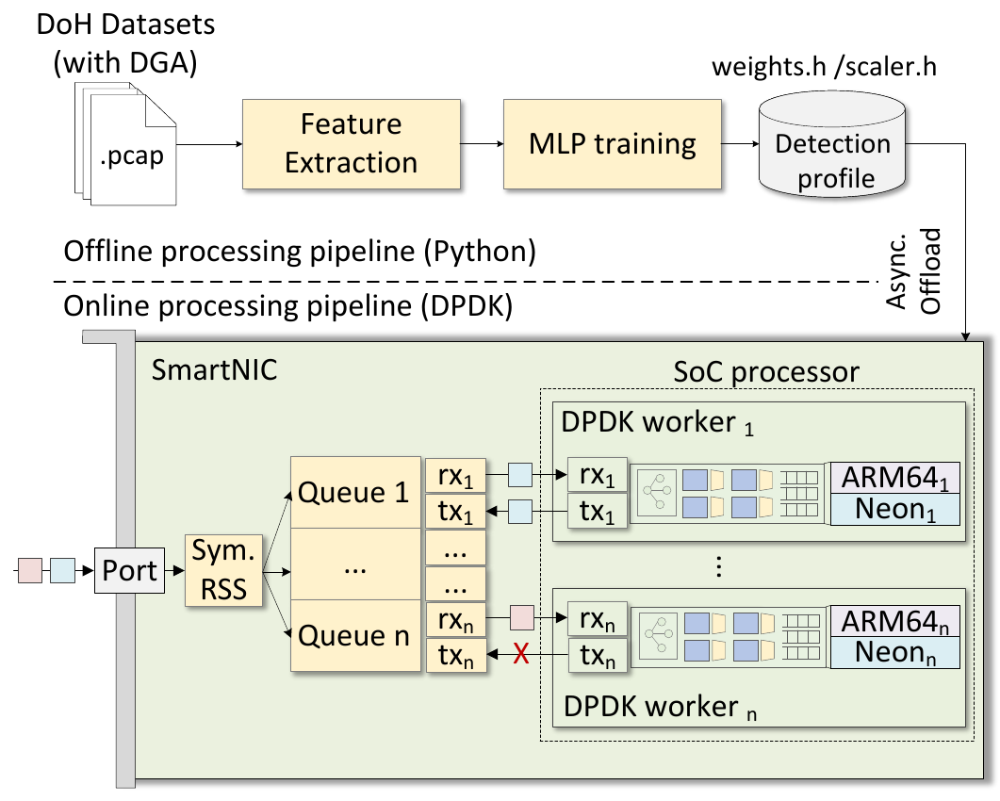 DoH Datasets
(with DGA)
.pcap
Feature
Extraction
MLP training
weights.h /scaler.h
Detection
profile
Async.
Offload
Offline processing pipeline (Python)
Online processing pipeline (DPDK)
SmartNIC
SoC processor
DPDK worker 1
Queue 1
rx1
tx1
rx1
tx1
ARM641
Neon1
Port
Sym.
RSS
...
...
...
⋮
Queue n
rxn
txn
X
rxn
txn
ARM64n
Neonn
DPDK worker n